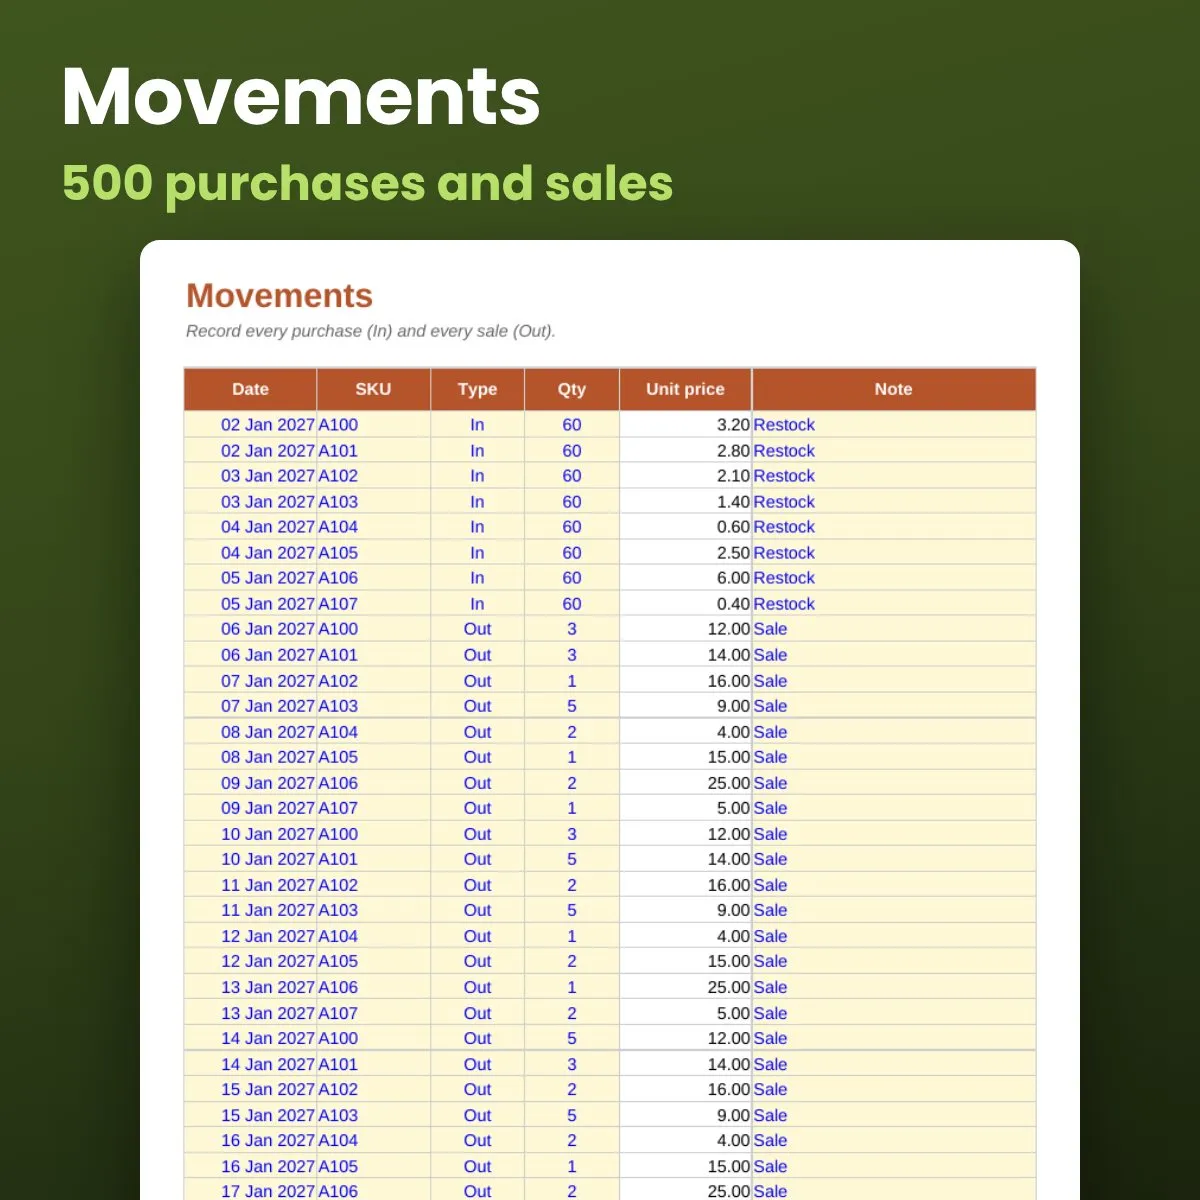 Movements
500 purchases and sales
Movements
Record every purchase (In) and every sale (Out).
Date SKU Type Qty Unit price Note
02 Jan 2027 A100 In 60 3.20 Restock
02 Jan 2027 A101 In 60 2.80 Restock
03 Jan 2027 A102 In 60 2.10 Restock
03 Jan 2027 A103 In 60 1.40 Restock
04 Jan 2027 A104 In 60 0.60 Restock
04 Jan 2027 A105 In 60 2.50 Restock
05 Jan 2027 A106 In 60 6.00 Restock
05 Jan 2027 A107 In 60 0.40 Restock
06 Jan 2027 A100 Out 3 12.00 Sale
06 Jan 2027 A101 Out 3 14.00 Sale
07 Jan 2027 A102 Out 1 16.00 Sale
07 Jan 2027 A103 Out 5 9.00 Sale
08 Jan 2027 A104 Out 2 4.00 Sale
08 Jan 2027 A105 Out 1 15.00 Sale
09 Jan 2027 A106 Out 2 25.00 Sale
09 Jan 2027 A107 Out 1 5.00 Sale
10 Jan 2027 A100 Out 3 12.00 Sale
10 Jan 2027 A101 Out 5 14.00 Sale
11 Jan 2027 A102 Out 2 16.00 Sale
11 Jan 2027 A103 Out 5 9.00 Sale
12 Jan 2027 A104 Out 1 4.00 Sale
12 Jan 2027 A105 Out 2 15.00 Sale
13 Jan 2027 A106 Out 1 25.00 Sale
13 Jan 2027 A107 Out 2 5.00 Sale
14 Jan 2027 A100 Out 5 12.00 Sale
14 Jan 2027 A101 Out 3 14.00 Sale
15 Jan 2027 A102 Out 2 16.00 Sale
15 Jan 2027 A103 Out 5 9.00 Sale
16 Jan 2027 A104 Out 2 4.00 Sale
16 Jan 2027 A105 Out 1 15.00 Sale
17 Jan 2027 A106 Out 2 25.00 Sale